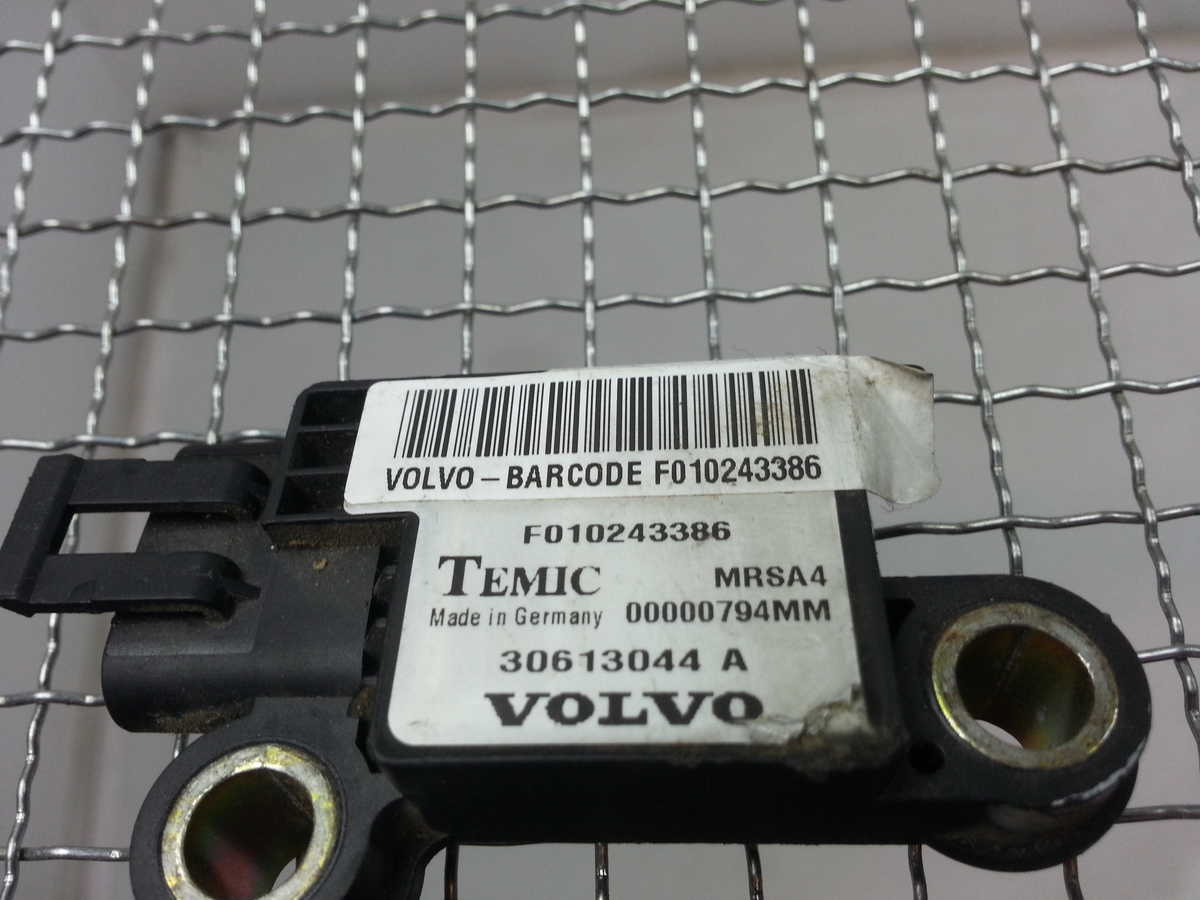 VOLVO - BARCODE F010243386
F010243386
TEMIC MRSA4
Made in Germany 00000794MM
30613044 A
VOLVO